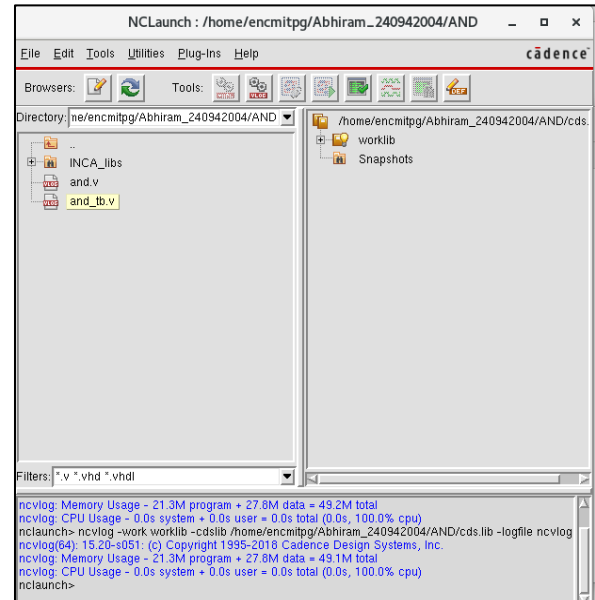 NCLaunch : /home/encmitpg/Abhiram_240942004/AND
File Edit Tools Utilities Plug-Ins Help cādence
Browsers: Tools: VHDL VLOG DEP
Directory: me/encmitpg/Abhiram_240942004/AND
..
INCA_libs
VLOG and.v
VLOG and_tb.v
/home/encmitpg/Abhiram_240942004/AND/cds.
worklib
Snapshots
Filters: *.v *.vhd *.vhdl
ncvlog: Memory Usage - 21.3M program + 27.8M data = 49.2M total
ncvlog: CPU Usage - 0.0s system + 0.0s user = 0.0s total (0.0s, 100.0% cpu)
nclaunch> ncvlog -work worklib -cdslib /home/encmitpg/Abhiram_240942004/AND/cds.lib -logfile ncvlog
ncvlog(64): 15.20-s051: (c) Copyright 1995-2018 Cadence Design Systems, Inc.
ncvlog: Memory Usage - 21.3M program + 27.8M data = 49.1M total
ncvlog: CPU Usage - 0.0s system + 0.0s user = 0.0s total (0.0s, 100.0% cpu)
nclaunch>